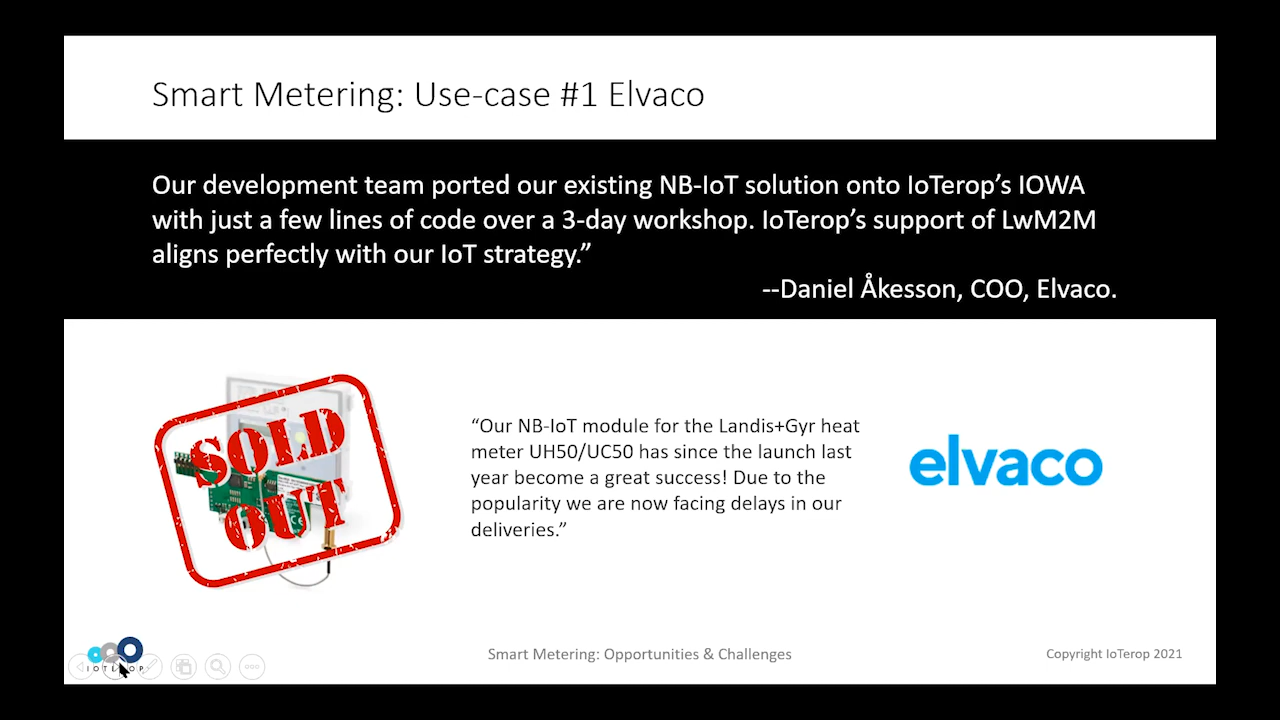 Smart Metering: Use-case #1 Elvaco
Our development team ported our existing NB-IoT solution onto IoTerop’s IOWA
with just a few lines of code over a 3-day workshop. IoTerop’s support of LwM2M
aligns perfectly with our IoT strategy.”
--Daniel Åkesson, COO, Elvaco.
SOLD
OUT
“Our NB-IoT module for the Landis+Gyr heat
meter UH50/UC50 has since the launch last
year become a great success! Due to the
popularity we are now facing delays in our
deliveries.”
elvaco
IOTEROP
Smart Metering: Opportunities & Challenges
Copyright IoTerop 2021